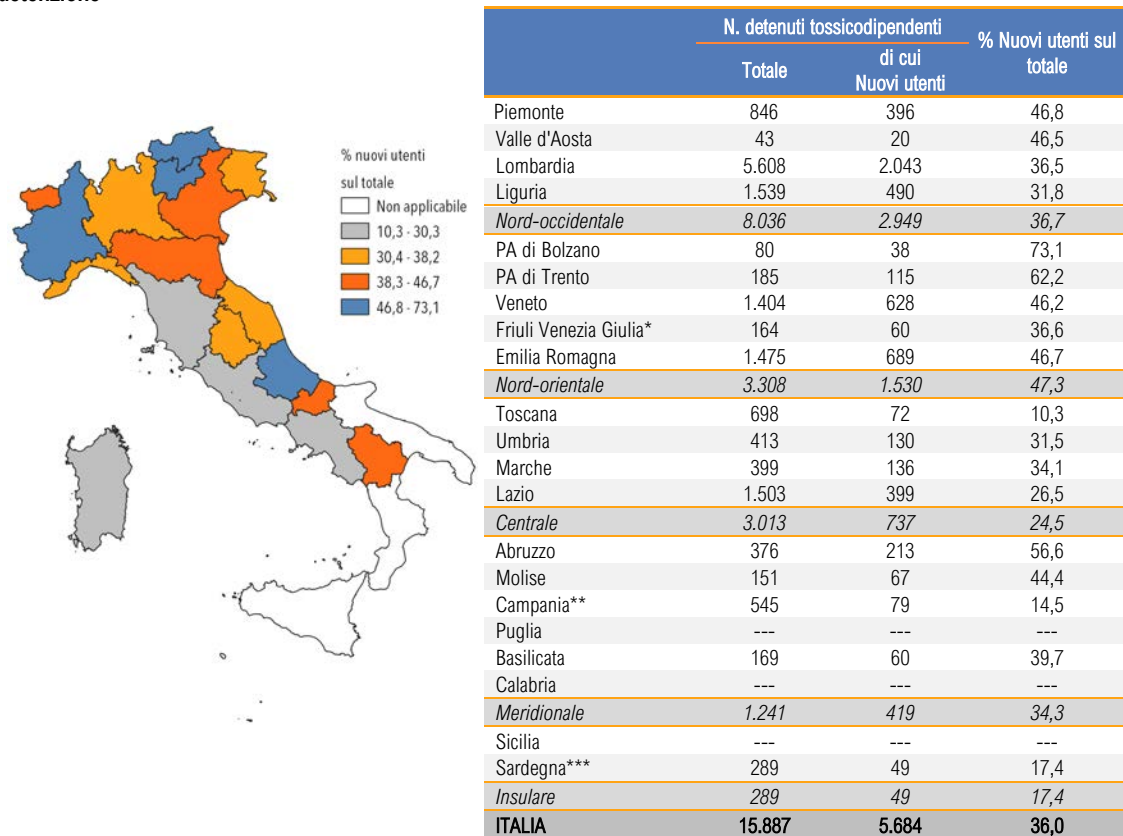 % nuovi utenti
sul totale
Non applicabile
10,3 - 30,3
30,4 - 38,2
38,3 - 46,7
46,8 - 73,1
N. detenuti tossicodipendenti
% Nuovi utenti sul
totale
Totale
di cui
Nuovi utenti
Piemonte 846 396 46,8
Valle d'Aosta 43 20 46,5
Lombardia 5.608 2.043 36,5
Liguria 1.539 490 31,8
Nord-occidentale 8.036 2.949 36,7
PA di Bolzano 80 38 73,1
PA di Trento 185 115 62,2
Veneto 1.404 628 46,2
Friuli Venezia Giulia* 164 60 36,6
Emilia Romagna 1.475 689 46,7
Nord-orientale 3.308 1.530 47,3
Toscana 698 72 10,3
Umbria 413 130 31,5
Marche 399 136 34,1
Lazio 1.503 399 26,5
Centrale 3.013 737 24,5
Abruzzo 376 213 56,6
Molise 151 67 44,4
Campania** 545 79 14,5
Puglia --- --- ---
Basilicata 169 60 39,7
Calabria --- --- ---
Meridionale 1.241 419 34,3
Sicilia --- --- ---
Sardegna*** 289 49 17,4
Insulare 289 49 17,4
ITALIA 15.887 5.684 36,0